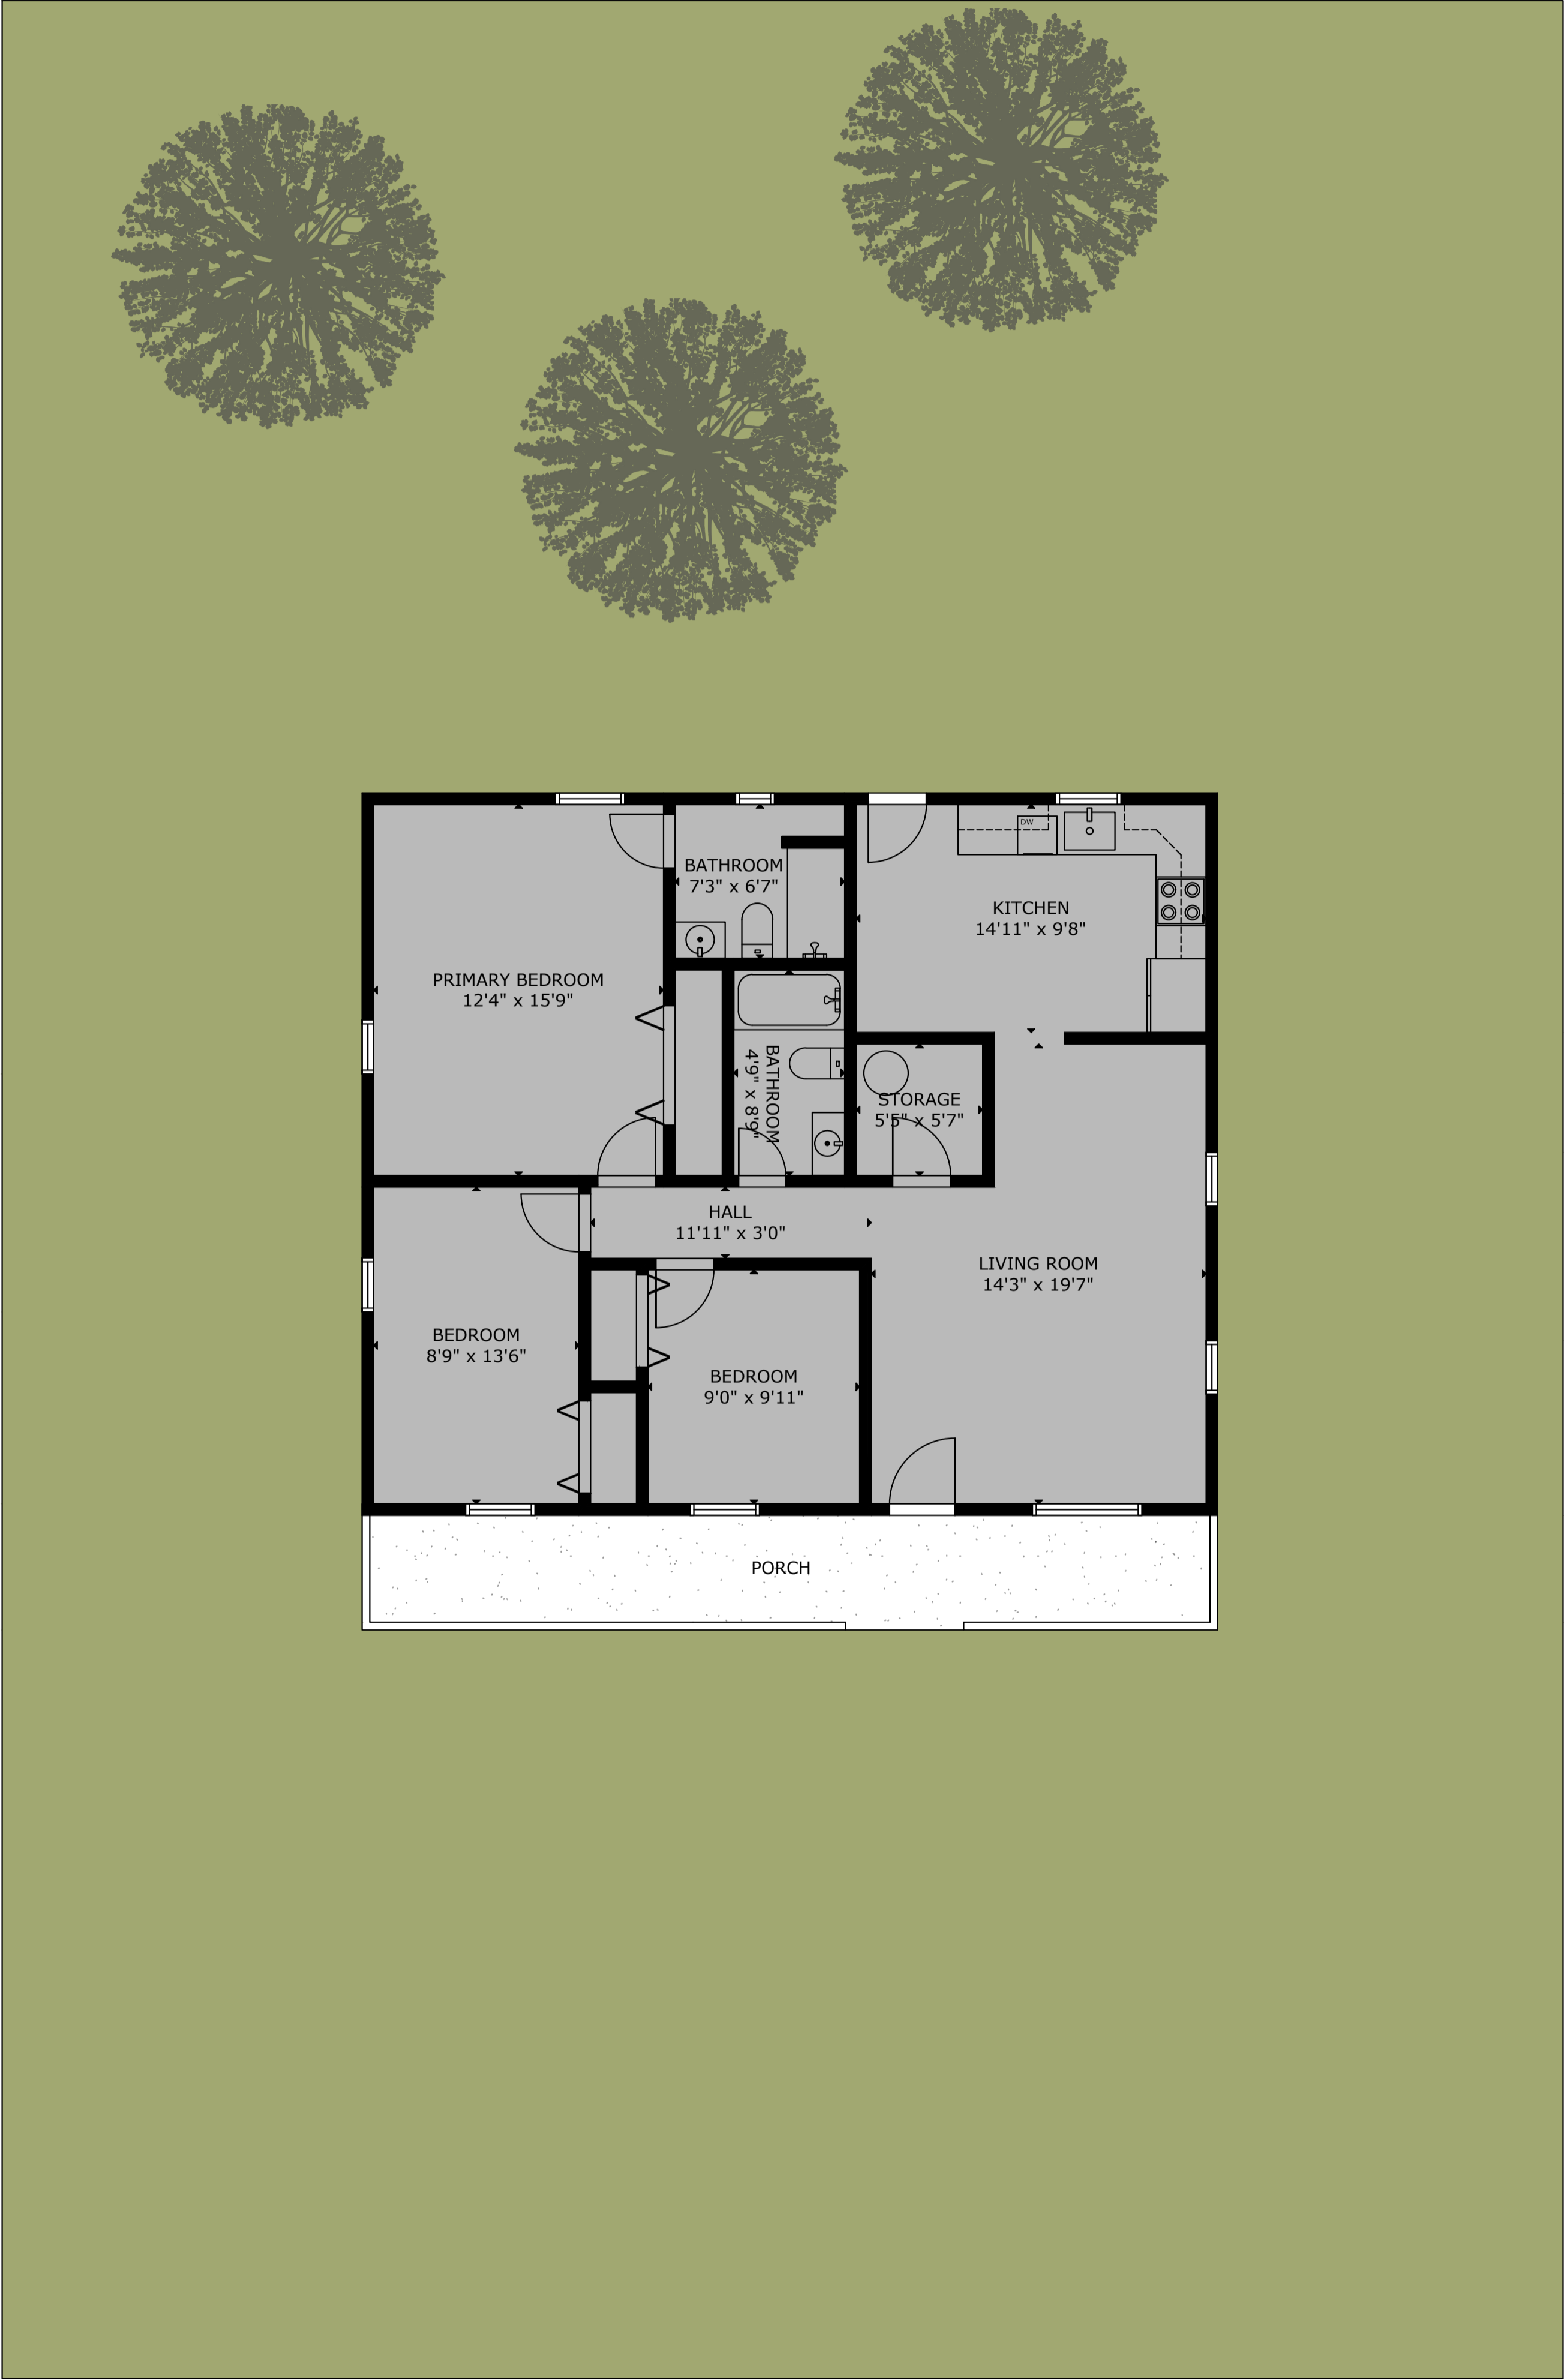 DW
BATHROOM
7'3" x 6'7"
KITCHEN
14'11" x 9'8"
PRIMARY BEDROOM
12'4" x 15'9"
BATHROOM
4'9" x 8'9"
STORAGE
5'5" x 5'7"
HALL
11'11" x 3'0"
LIVING ROOM
14'3" x 19'7"
BEDROOM
8'9" x 13'6"
BEDROOM
9'0" x 9'11"
PORCH